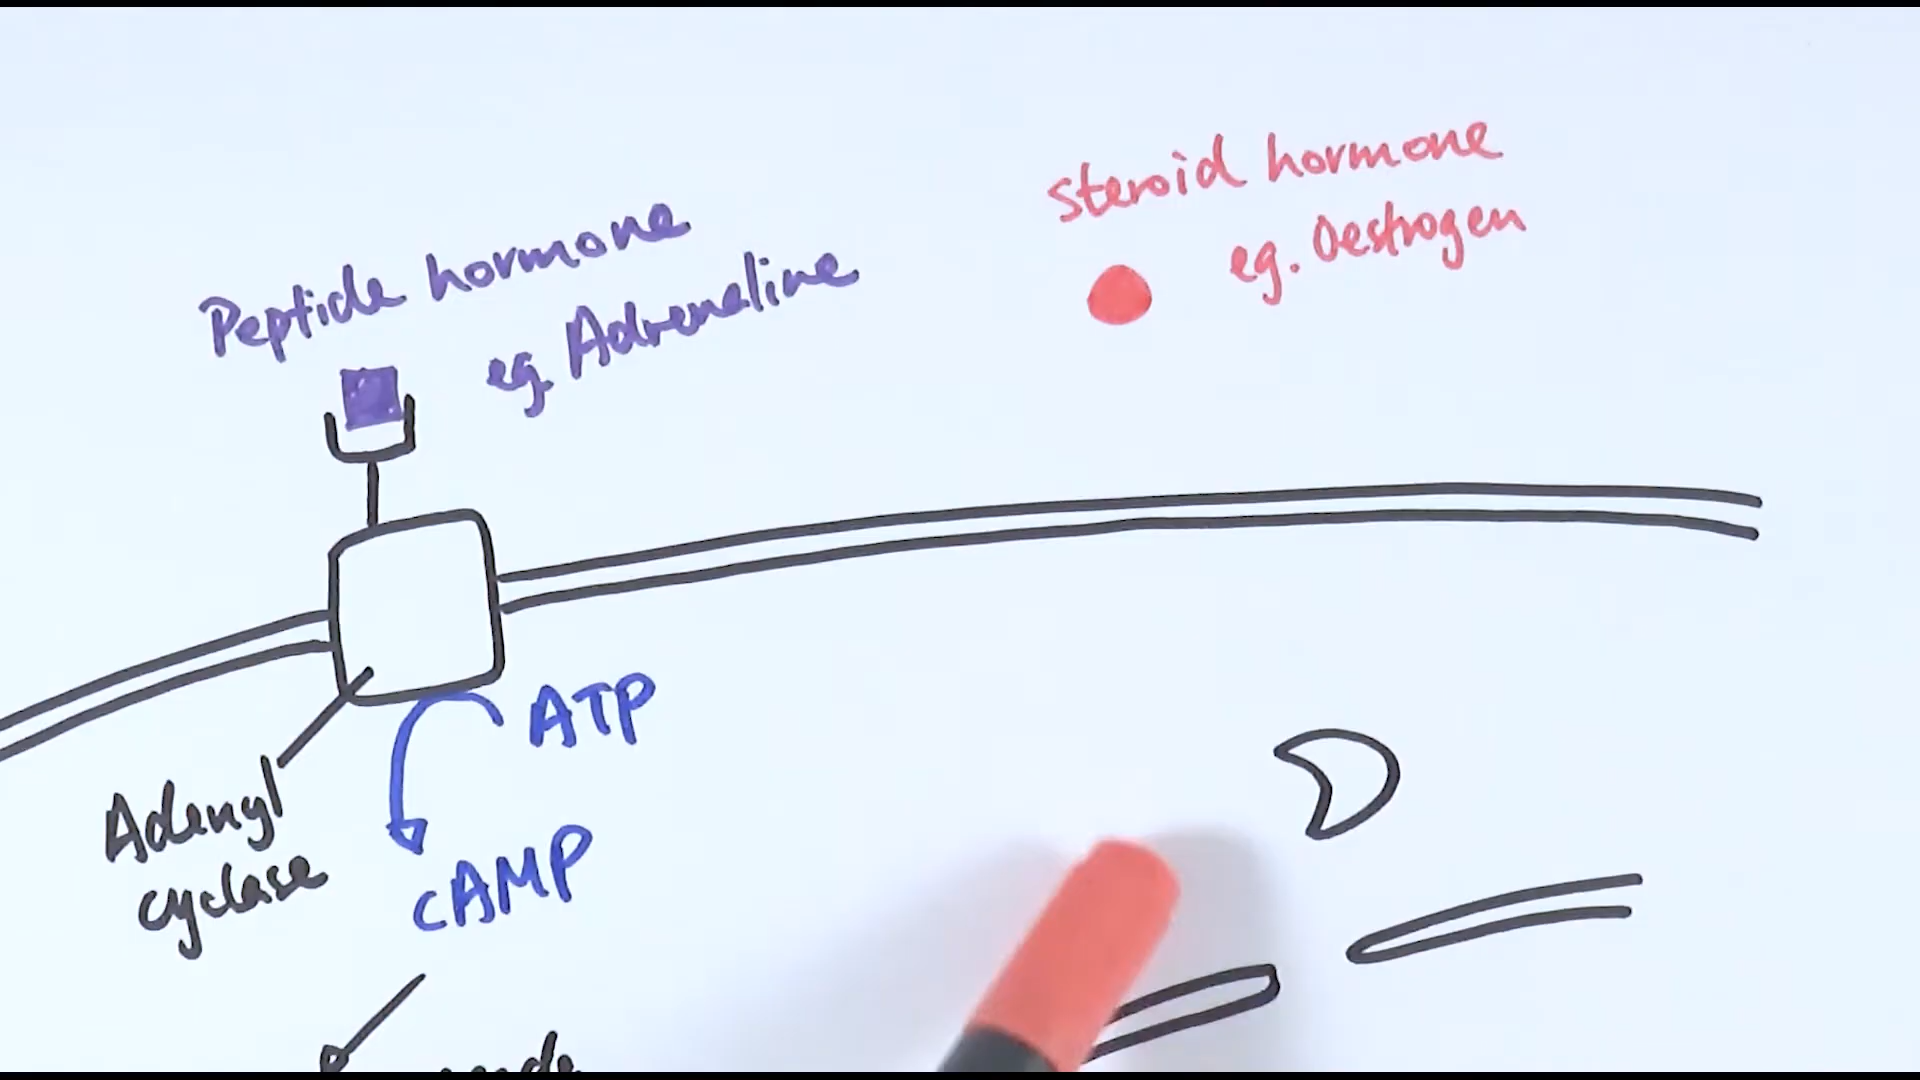 Steroid hormone
eg. Oestrogen
Peptide hormone
eg. Adrenaline
ATP
Adenyl
cyclase
cAMP